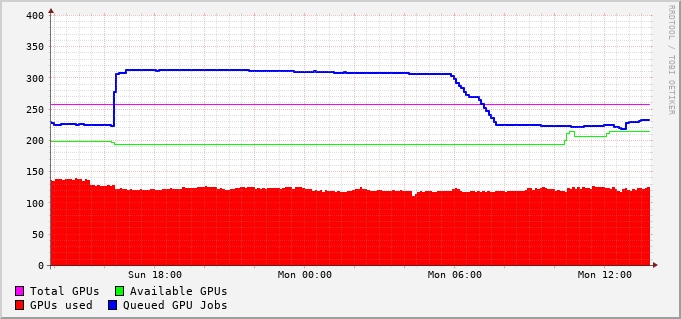 400
350
300
250
200
150
100
50
0
Sun 18:00 Mon 00:00 Mon 06:00 Mon 12:00
Total GPUs Available GPUs
GPUs used Queued GPU Jobs
RRDTOOL / TOBI OETIKER